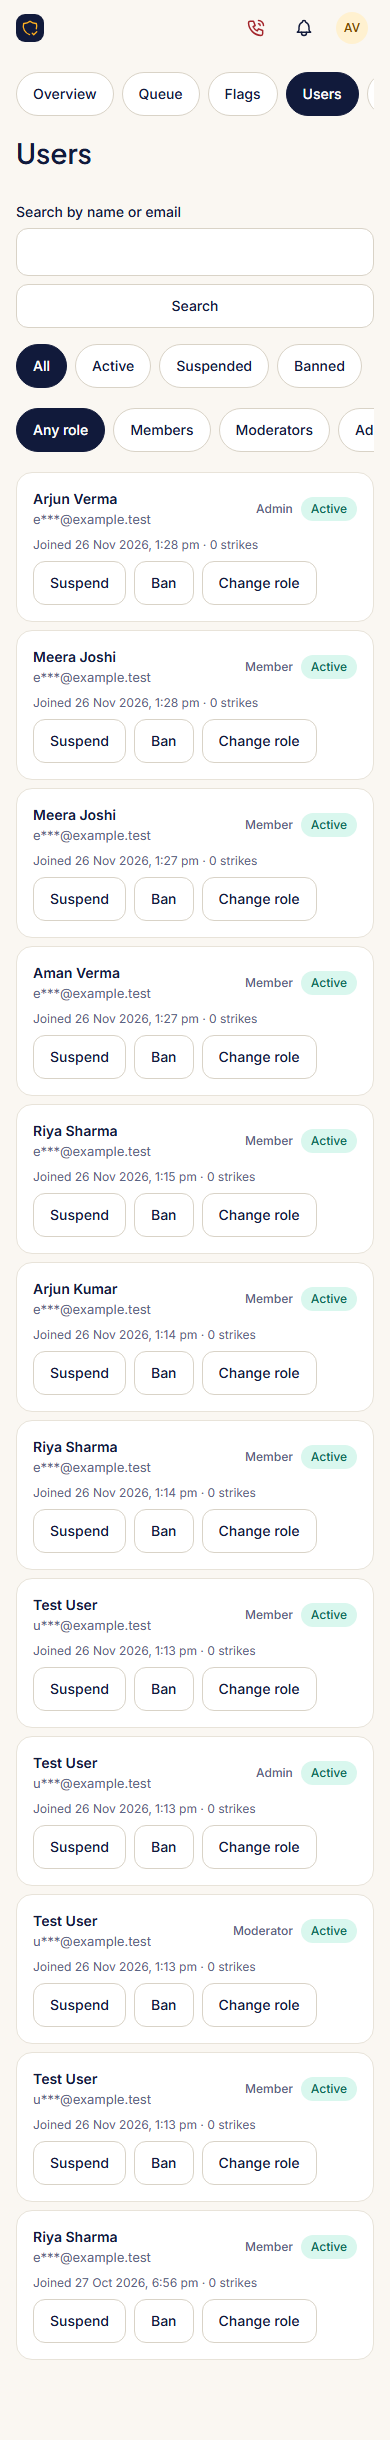 AV
Overview
Queue
Flags
Users
Users
Search by name or email
Search
All
Active
Suspended
Banned
Any role
Members
Moderators
Ad
Arjun Verma
e***@example.test
Admin
Active
Joined 26 Nov 2026, 1:28 pm · 0 strikes
Suspend
Ban
Change role
Meera Joshi
e***@example.test
Member
Active
Joined 26 Nov 2026, 1:28 pm · 0 strikes
Suspend
Ban
Change role
Meera Joshi
e***@example.test
Member
Active
Joined 26 Nov 2026, 1:27 pm · 0 strikes
Suspend
Ban
Change role
Aman Verma
e***@example.test
Member
Active
Joined 26 Nov 2026, 1:27 pm · 0 strikes
Suspend
Ban
Change role
Riya Sharma
e***@example.test
Member
Active
Joined 26 Nov 2026, 1:15 pm · 0 strikes
Suspend
Ban
Change role
Arjun Kumar
e***@example.test
Member
Active
Joined 26 Nov 2026, 1:14 pm · 0 strikes
Suspend
Ban
Change role
Riya Sharma
e***@example.test
Member
Active
Joined 26 Nov 2026, 1:14 pm · 0 strikes
Suspend
Ban
Change role
Test User
u***@example.test
Member
Active
Joined 26 Nov 2026, 1:13 pm · 0 strikes
Suspend
Ban
Change role
Test User
u***@example.test
Admin
Active
Joined 26 Nov 2026, 1:13 pm · 0 strikes
Suspend
Ban
Change role
Test User
u***@example.test
Moderator
Active
Joined 26 Nov 2026, 1:13 pm · 0 strikes
Suspend
Ban
Change role
Test User
u***@example.test
Member
Active
Joined 26 Nov 2026, 1:13 pm · 0 strikes
Suspend
Ban
Change role
Riya Sharma
e***@example.test
Member
Active
Joined 27 Oct 2026, 6:56 pm · 0 strikes
Suspend
Ban
Change role